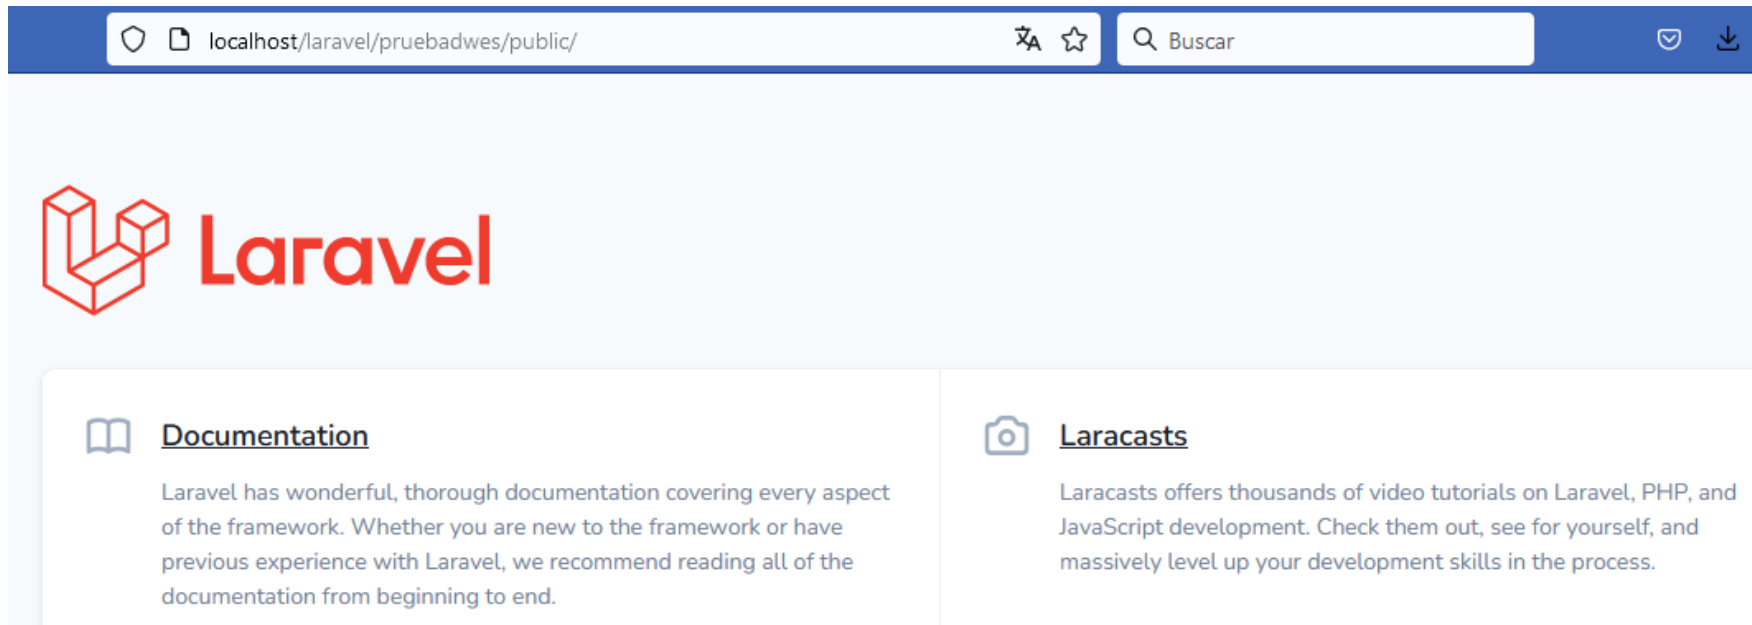 localhost/laravel/pruebadwes/public/
Buscar
Laravel
Documentation
Laravel has wonderful, thorough documentation covering every aspect
of the framework. Whether you are new to the framework or have
previous experience with Laravel, we recommend reading all of the
documentation from beginning to end.
Laracasts
Laracasts offers thousands of video tutorials on Laravel, PHP, and
JavaScript development. Check them out, see for yourself, and
massively level up your development skills in the process.